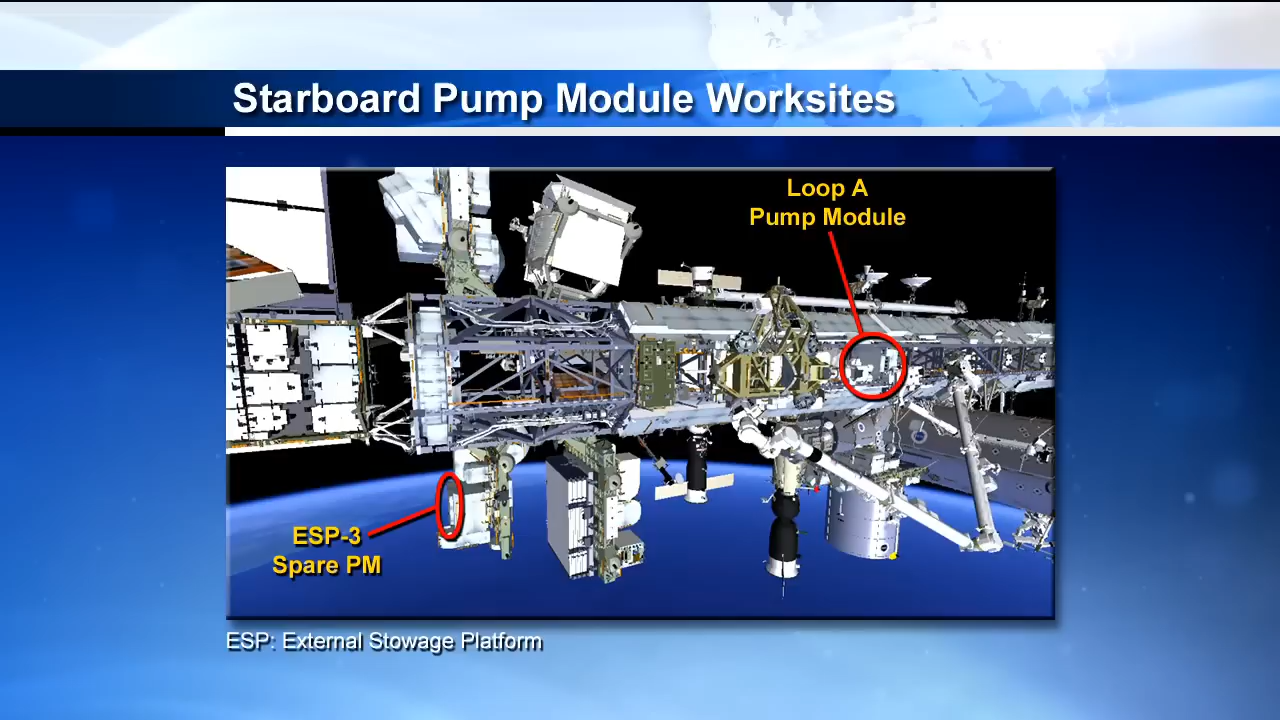 Starboard Pump Module Worksites
Loop A
Pump Module
ESP-3
Spare PM
ESP: External Stowage Platform